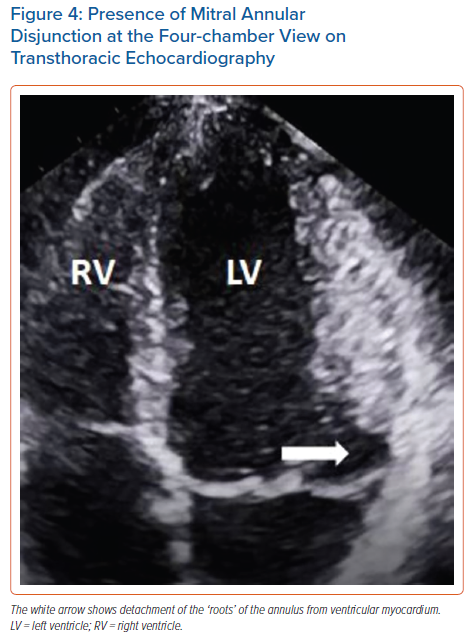 Figure 4: Presence of Mitral Annular
Disjunction at the Four-chamber View on
Transthoracic Echocardiography
RV
LV
The white arrow shows detachment of the ‘roots’ of the annulus from ventricular myocardium.
LV = left ventricle; RV = right ventricle.